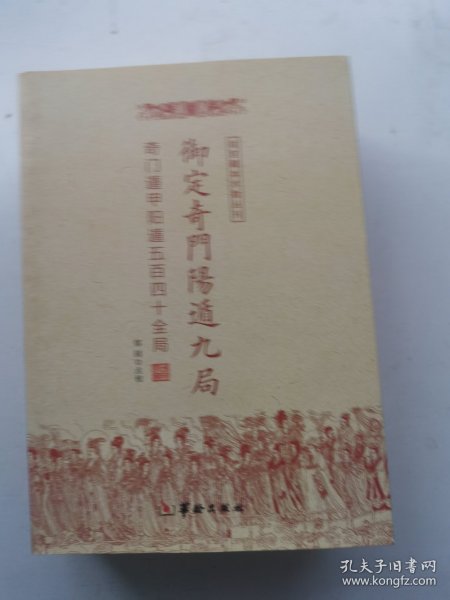 御定奇門陽遁九局
奇门遁甲阳遁五百四十全局
華龄出版社
孔夫子旧书网
www.kongfz.com